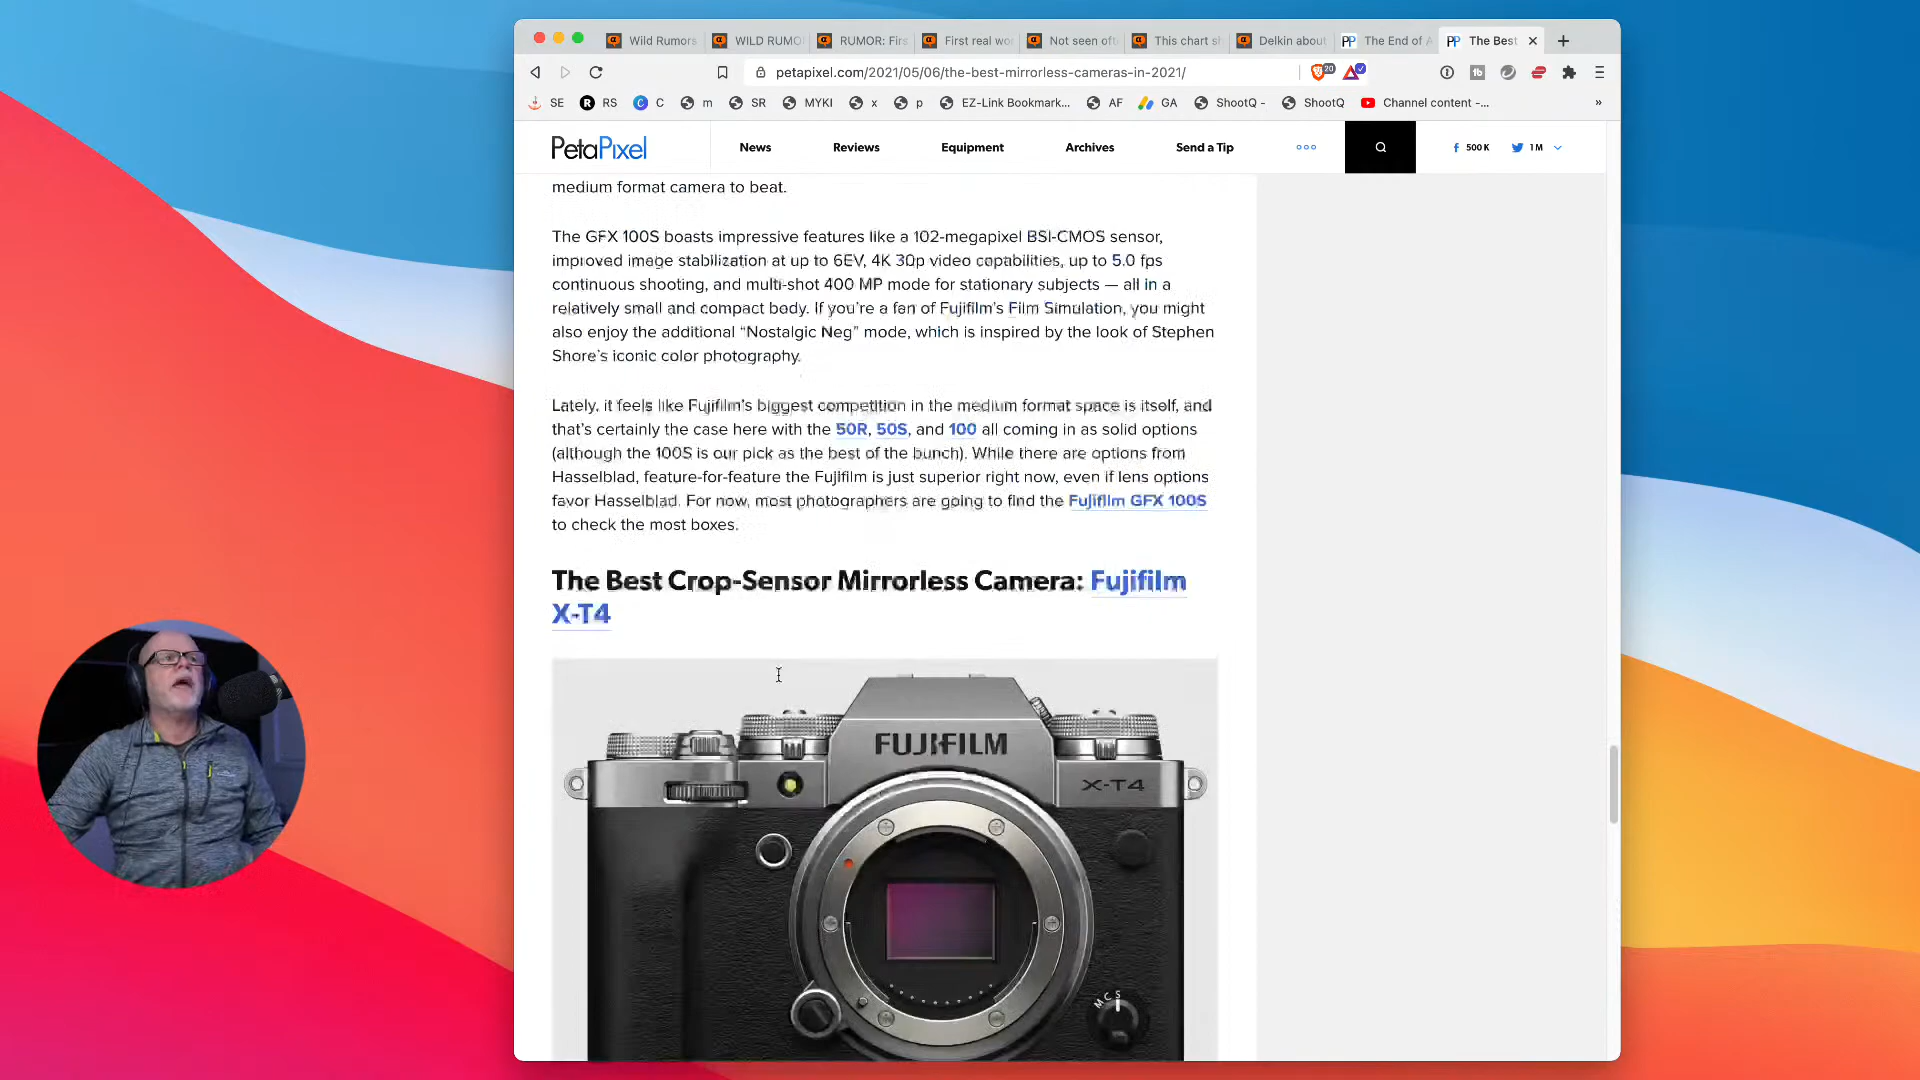 Wild Rumors
WILD RUMO
RUMOR: Firs
First real wo
Not seen oft
This chart sh
Delkin about
The End of A
The Best
petapixel.com/2021/05/06/the-best-mirrorless-cameras-in-2021/
20
SE
RS
C
m
SR
MYKI
x
p
EZ-Link Bookmark...
AF
GA
ShootQ -
ShootQ
Channel content -...
»
PetaPixel
News
Reviews
Equipment
Archives
Send a Tip
500 K
1 M
medium format camera to beat.
The GFX 100S boasts impressive features like a 102-megapixel BSI-CMOS sensor,
improved image stabilization at up to 6EV, 4K 30p video capabilities, up to 5.0 fps
continuous shooting, and multi-shot 400 MP mode for stationary subjects — all in a
relatively small and compact body. If you’re a fan of Fujifilm’s Film Simulation, you might
also enjoy the additional “Nostalgic Neg” mode, which is inspired by the look of Stephen
Shore’s iconic color photography.
Lately, it feels like Fujifilm’s biggest competition in the medium format space is itself, and
that’s certainly the case here with the 50R, 50S, and 100 all coming in as solid options
(although the 100S is our pick as the best of the bunch). While there are options from
Hasselblad, feature-for-feature the Fujifilm is just superior right now, even if lens options
favor Hasselblad. For now, most photographers are going to find the Fujifilm GFX 100S
to check the most boxes.
The Best Crop-Sensor Mirrorless Camera: Fujifilm
X-T4
FUJIFILM
X-T4
M C S